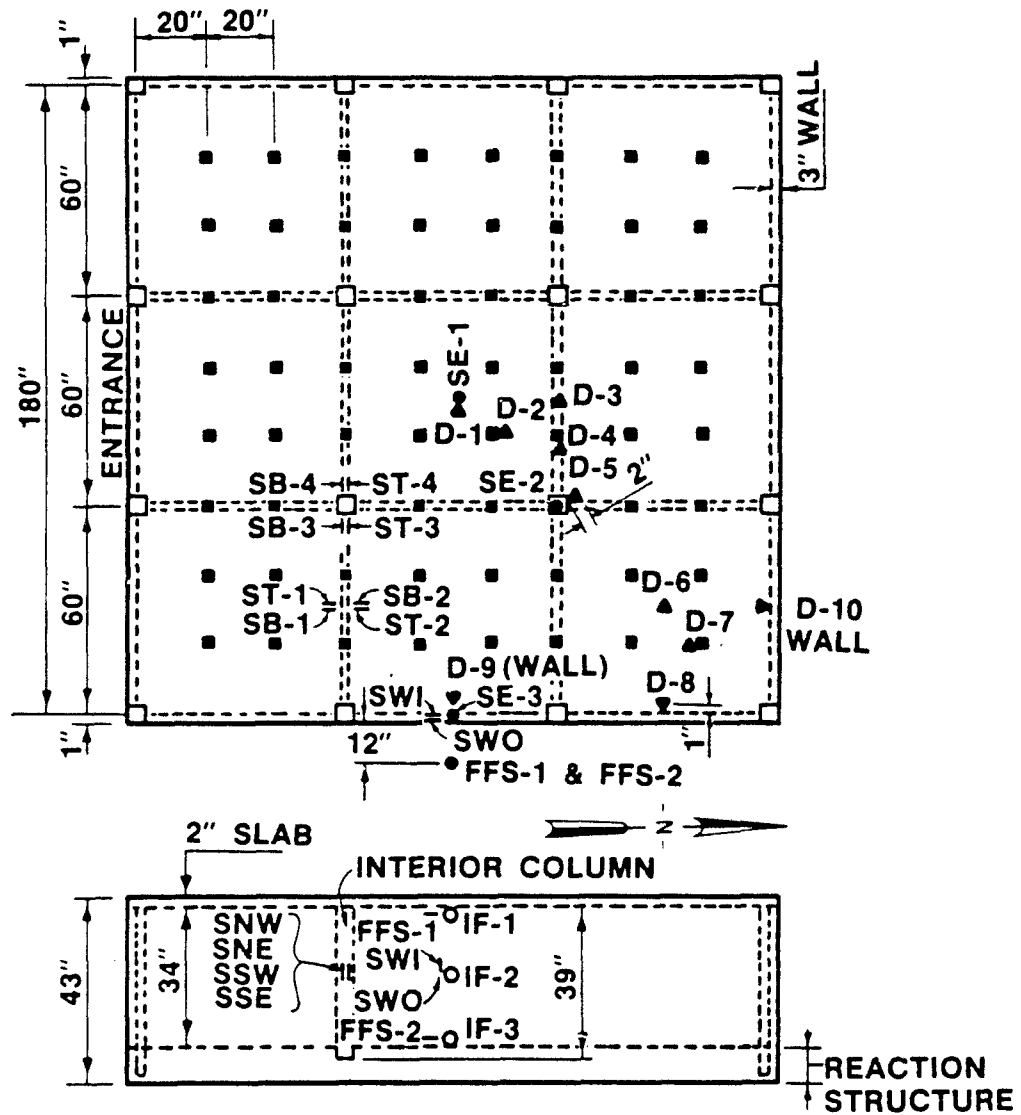 20" 20"
1"
3" WALL
60"
180"
ENTRANCE
60"
SE-1
D-3
D-2
D-1
D-4
D-5
2"
SB-4 ST-4 SE-2
SB-3 ST-3
60"
ST-1 SB-2
SB-1 ST-2
D-6
D-10
WALL
D-7
D-9 (WALL)
D-8
SWI SE-3
1"
12"
SWO
1"
FFS-1 & FFS-2
N
2" SLAB
INTERIOR COLUMN
SNW
SNE
SSW
SSE
FFS-1 IF-1
SWI
IF-2
SWO
FFS-2 IF-3
43"
34"
39"
REACTION
STRUCTURE